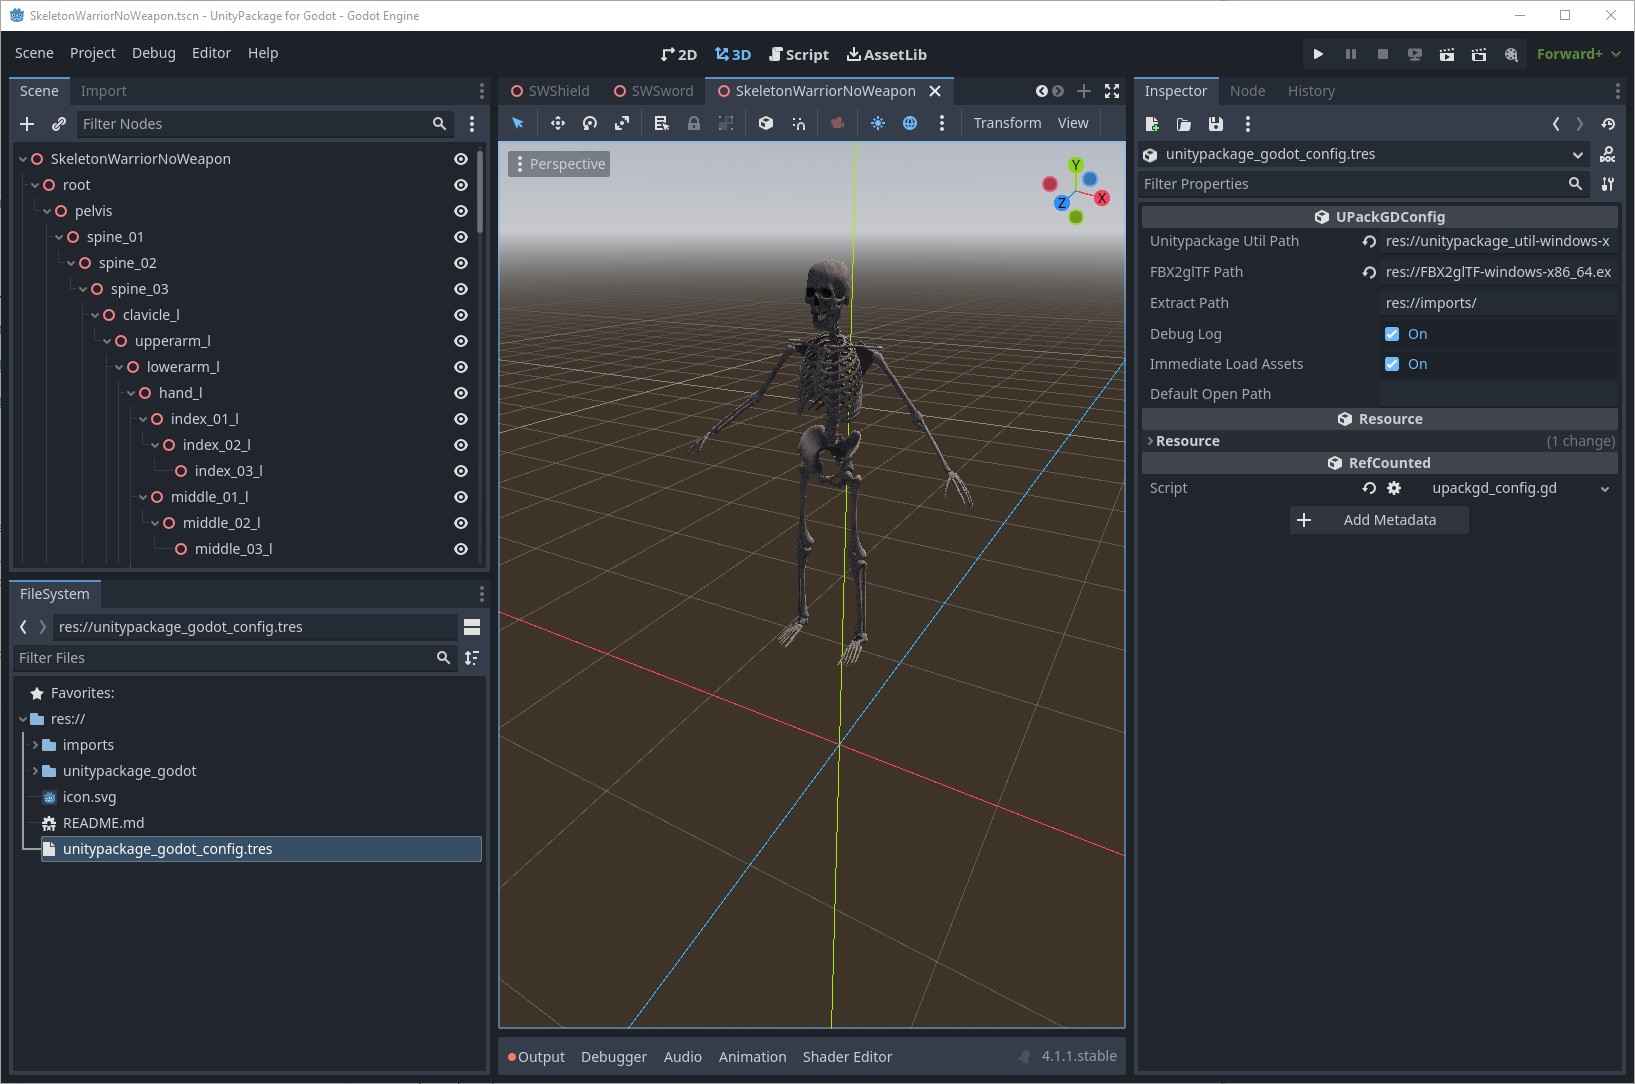 SkeletonWarriorNoWeapon.tscn - UnityPackage for Godot - Godot Engine
Scene Project Debug Editor Help
2D 3D Script AssetLib
Forward+
Scene Import
Filter Nodes
SkeletonWarriorNoWeapon
root
pelvis
spine_01
spine_02
spine_03
clavicle_l
upperarm_l
lowerarm_l
hand_l
index_01_l
index_02_l
index_03_l
middle_01_l
middle_02_l
middle_03_l
FileSystem
res://unitypackage_godot_config.tres
Filter Files
Favorites:
res://
imports
unitypackage_godot
icon.svg
README.md
unitypackage_godot_config.tres
SWShield SWSword SkeletonWarriorNoWeapon
Transform View
Perspective
Y
X
Z
Output Debugger Audio Animation Shader Editor 4.1.1.stable
Inspector Node History
unitypackage_godot_config.tres
DOC
Filter Properties
UPackGDConfig
Unitypackage Util Path res://unitypackage_util-windows-x
FBX2glTF Path res://FBX2glTF-windows-x86_64.ex
Extract Path res://imports/
Debug Log On
Immediate Load Assets On
Default Open Path
Resource
Resource (1 change)
RefCounted
Script upackgd_config.gd
Add Metadata